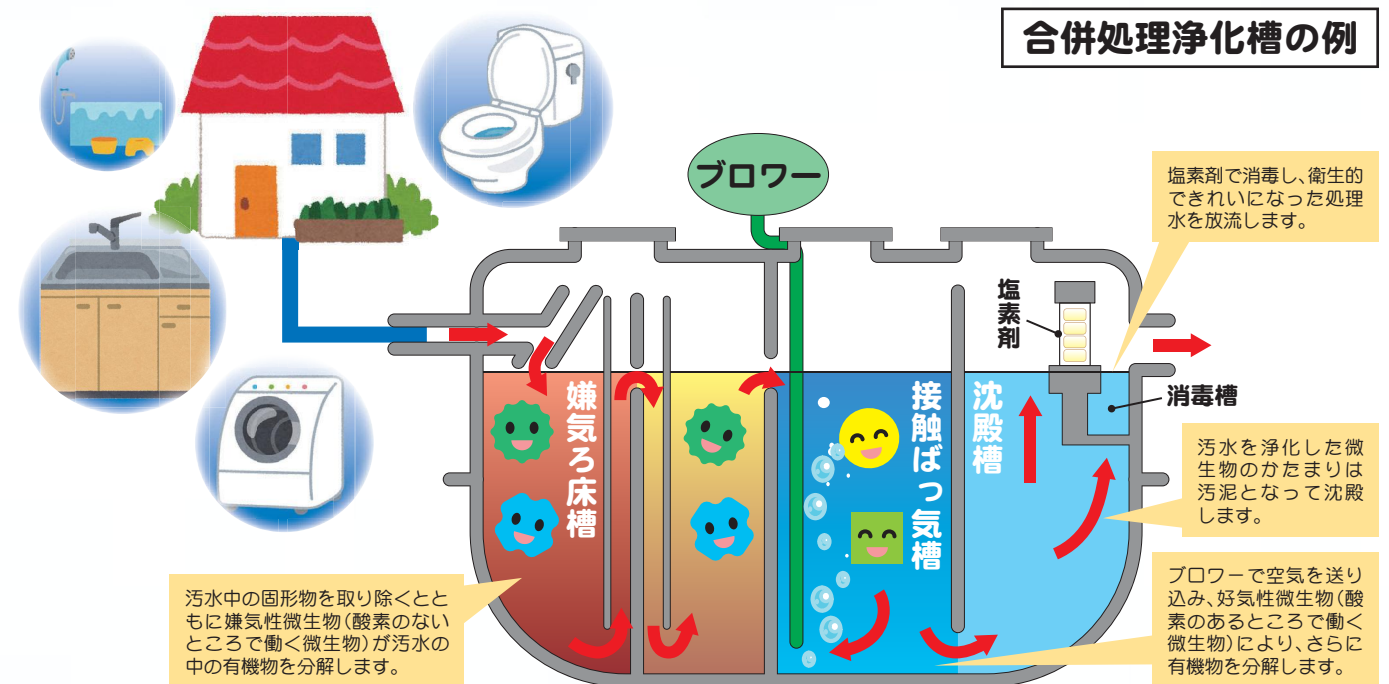 合併処理浄化槽の例
ブロワー
塩素剤で消毒し、衛生的
できれいになった処理
水を放流します。
塩素剤
消毒槽
嫌気ろ床槽
接触ばっ気槽
沈殿槽
汚水を浄化した微
生物のかたまりは
汚泥となって沈殿
します。
汚水中の固形物を取り除くとと
もに嫌気性微生物(酸素のない
ところで働く微生物)が汚水の
中の有機物を分解します。
ブロワーで空気を送り
込み、好気性微生物(酸
素のあるところで働く
微生物)により、さらに
有機物を分解します。